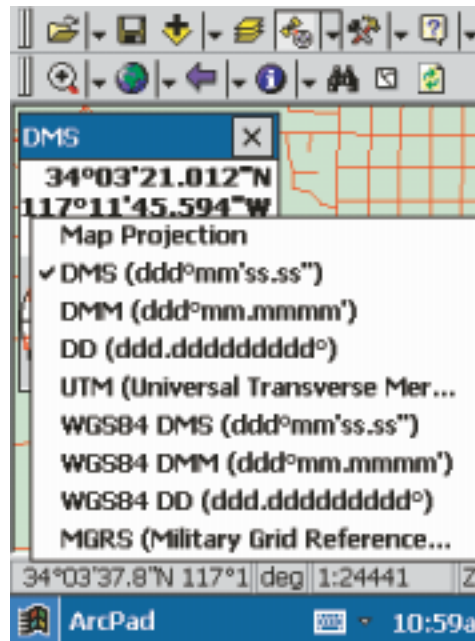 DMS
34°03'21.012"N
117°11'45.594"W
Map Projection
DMS (ddd°mm'ss.ss")
DMM (ddd°mm.mmmm')
DD (ddd.ddddddddd°)
UTM (Universal Transverse Mer...
WGS84 DMS (ddd°mm'ss.ss")
WGS84 DMM (ddd°mm.mmmm')
WGS84 DD (ddd.ddddddddd°)
MGRS (Military Grid Reference...
34°03'37.8"N 117°1 deg 1:24441 Z
ArcPad 10:59a